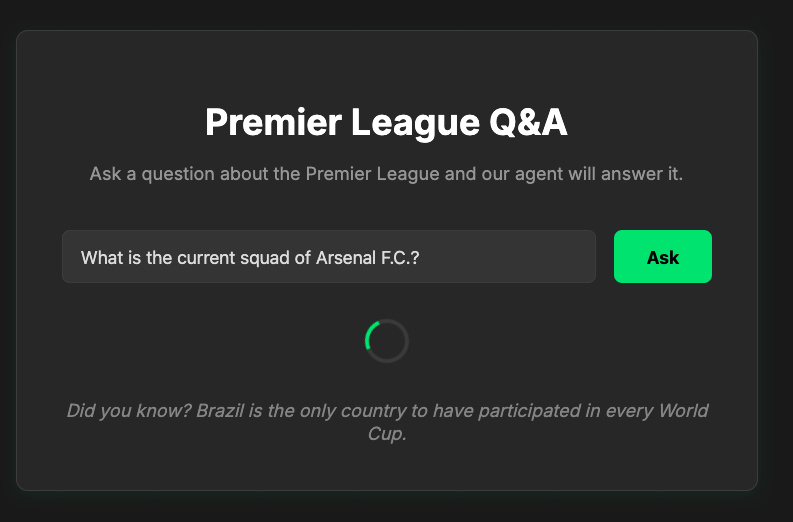 Premier League Q&A
Ask a question about the Premier League and our agent will answer it.
What is the current squad of Arsenal F.C.?
Ask
Did you know? Brazil is the only country to have participated in every World
Cup.